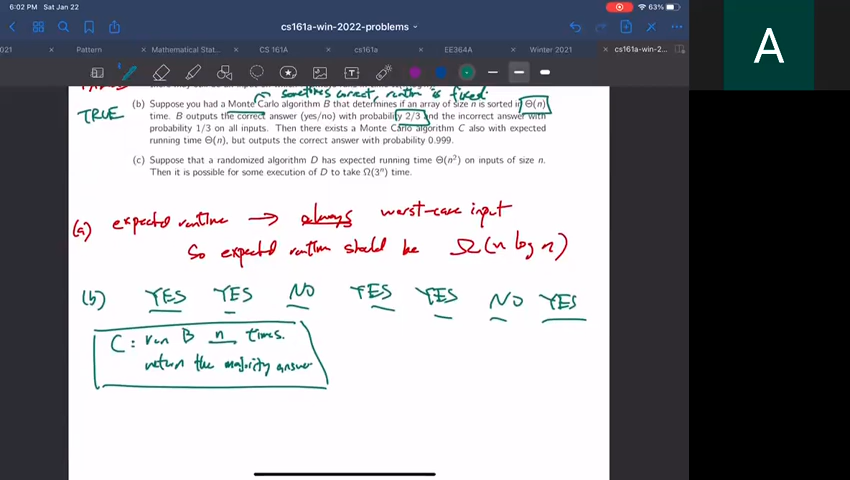 6:02 PM Sat Jan 22
63%
cs161a-win-2022-problems
2021
Pattern
Mathematical Stat...
CS 161A
cs161a
EE364A
Winter 2021
cs161a-win-2...
sometimes correct, runtime is fixed.
TRUE
(b) Suppose you had a Monte Carlo algorithm B that determines if an array of size n is sorted in Θ(n)
time. B outputs the correct answer (yes/no) with probability 2/3 and the incorrect answer with
probability 1/3 on all inputs. Then there exists a Monte Carlo algorithm C also with expected
running time Θ(n), but outputs the correct answer with probability 0.999.
(c) Suppose that a randomized algorithm D has expected running time Θ(n²) on inputs of size n.
Then it is possible for some execution of D to take Ω(3ⁿ) time.
(a) expected runtime → always worst-case input
So expected runtime should be Ω(n log n)
(b) YES YES NO YES YES NO YES
C: run B n times.
return the majority answer
A